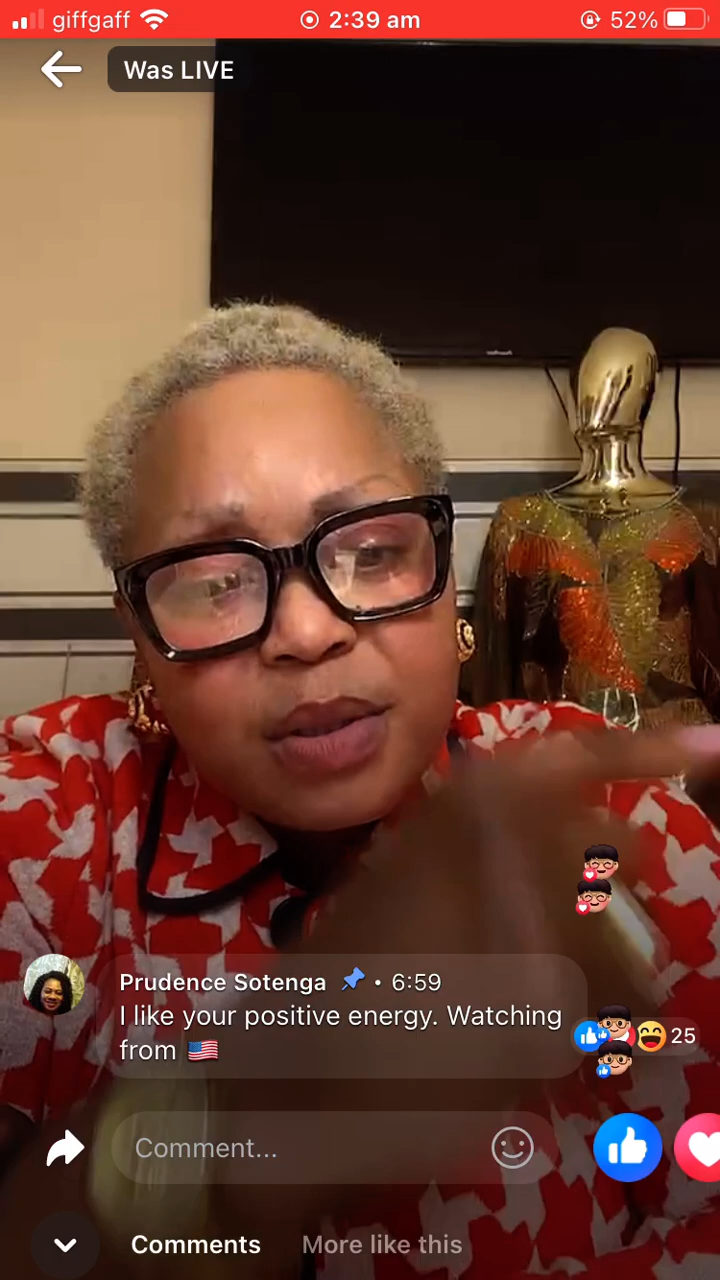 giffgaff 2:39 am 52%
Was LIVE
Prudence Sotenga • 6:59
I like your positive energy. Watching
from 🇺🇸
25
Comment...
Comments More like this